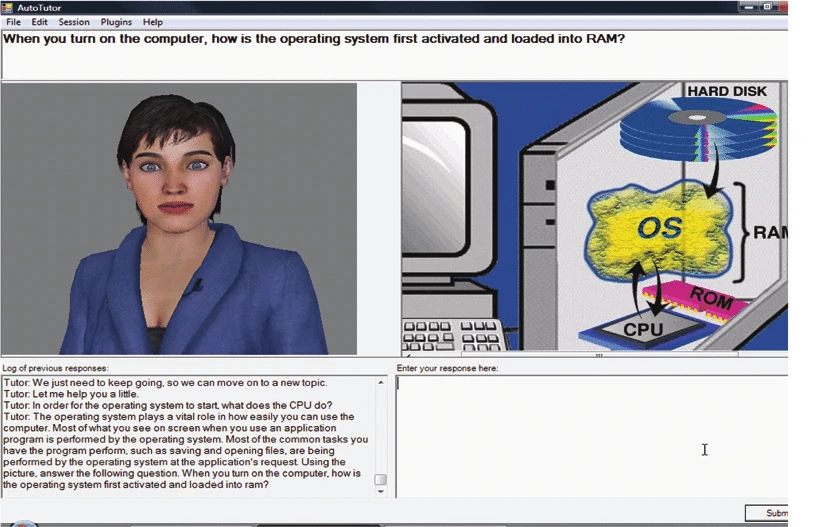 AutoTutor
File Edit Session Plugins Help
When you turn on the computer, how is the operating system first activated and loaded into RAM?
HARD DISK
OS
RAM
ROM
CPU
Log of previous responses:
Tutor: We just need to keep going, so we can move on to a new topic.
Tutor: Let me help you a little.
Tutor: In order for the operating system to start, what does the CPU do?
Tutor: The operating system plays a vital role in how easily you can use the
computer. Most of what you see on screen when you use an application
program is performed by the operating system. Most of the common tasks you
have the program perform, such as saving and opening files, are being
performed by the operating system at the application's request. Using the
picture, answer the following question. When you turn on the computer, how is
the operating system first activated and loaded into ram?
Enter your response here:
Subm